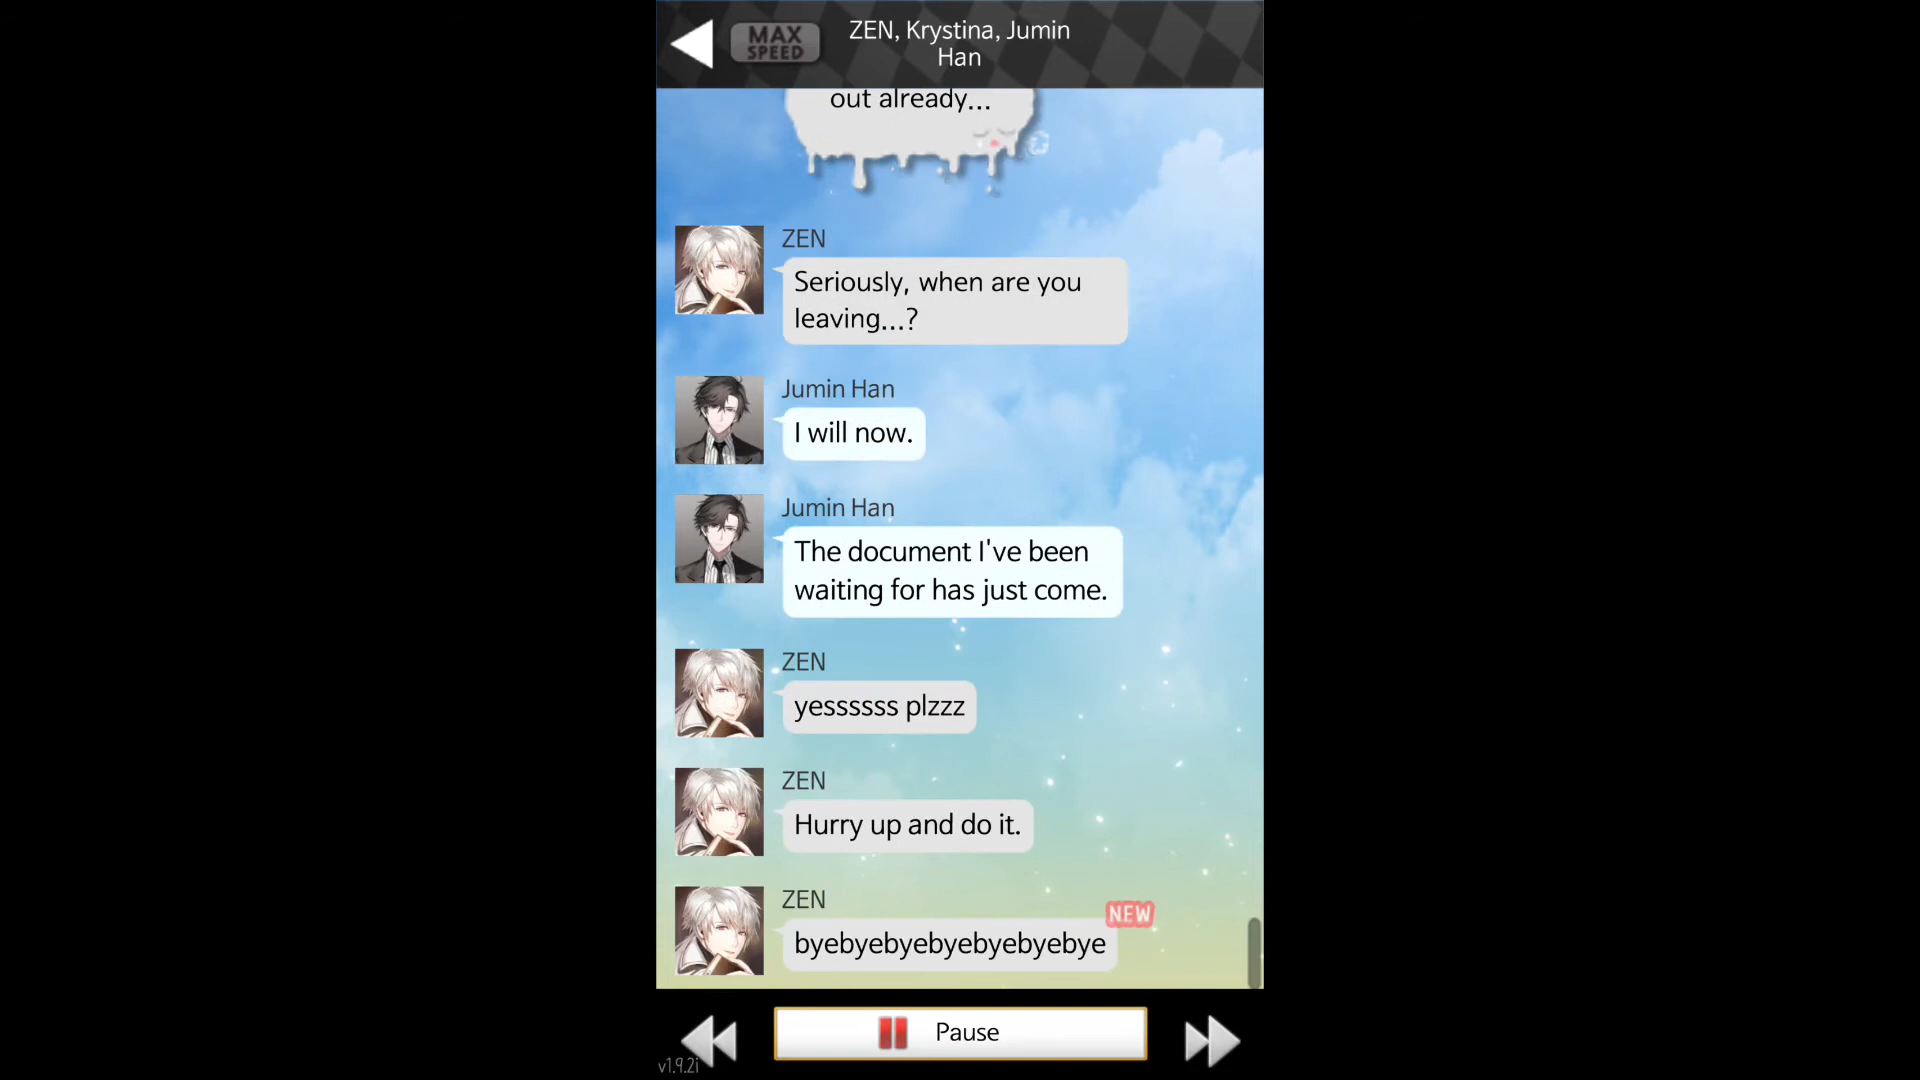 MAX
SPEED
ZEN, Krystina, Jumin
Han
out already...
ZEN
Seriously, when are you
leaving...?
Jumin Han
I will now.
Jumin Han
The document I've been
waiting for has just come.
ZEN
yessssss plzzz
ZEN
Hurry up and do it.
ZEN
NEW
byebyebyebyebyebyebye
Pause
v1.9.2i